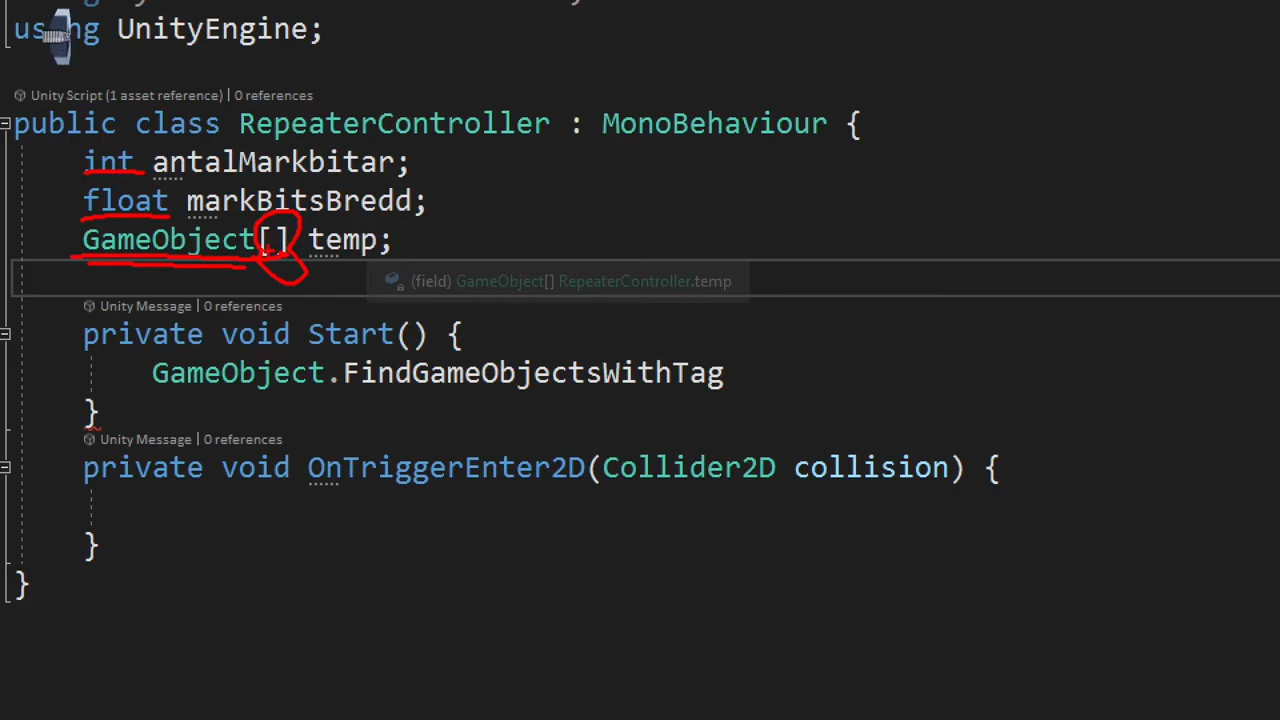 using UnityEngine;
Unity Script (1 asset reference) | 0 references
public class RepeaterController : MonoBehaviour {
int antalMarkbitar;
float markBitsBredd;
GameObject[] temp;
(field) GameObject[] RepeaterController.temp
Unity Message | 0 references
private void Start() {
GameObject.FindGameObjectsWithTag
}
Unity Message | 0 references
private void OnTriggerEnter2D(Collider2D collision) {
}
}